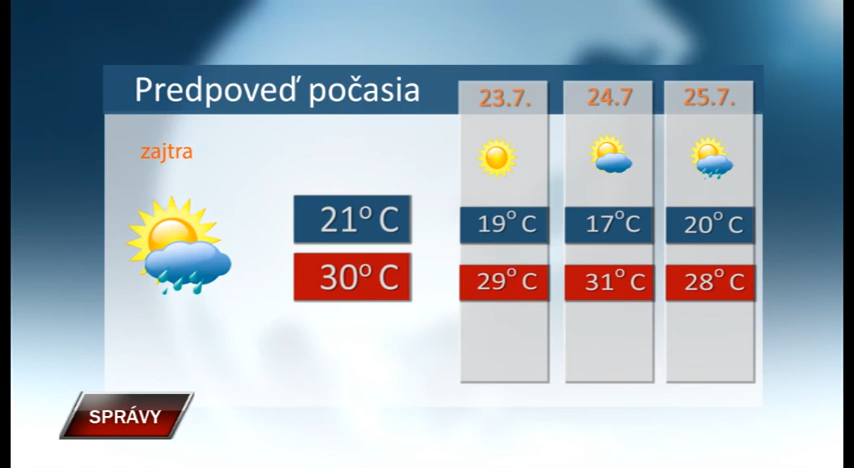 Predpoveď počasia
zajtra
21° C
30° C
23.7.
19° C
29° C
24.7
17°C
31° C
25.7.
20° C
28° C
SPRÁVY